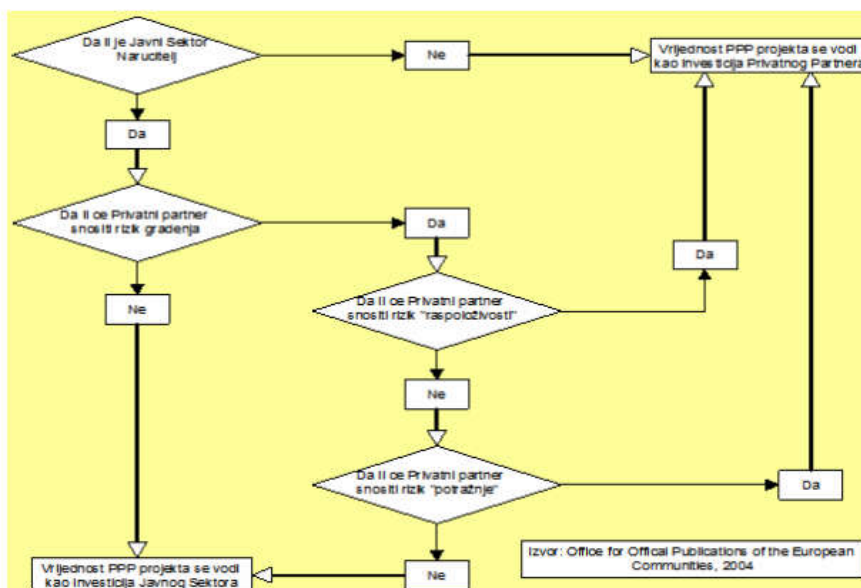 Da li je Javni Sektor
Narucitelj
Ne
Vrijednost PPP projekta se vodi
kao Investicija Privatnog Partnera
Da
Da li ce Privatni partner
snositi rizik gradenja
Da
Da
Ne
Da li ce Privatni partner
snositi rizik "raspoloživosti"
Ne
Da li ce Privatni partner
snositi rizik "potražnje"
Da
Izvor: Office for Offical Publications of the European
Communities, 2004
Vrijednost PPP projekta se vodi
kao Investicija Javnog Sektora
Ne